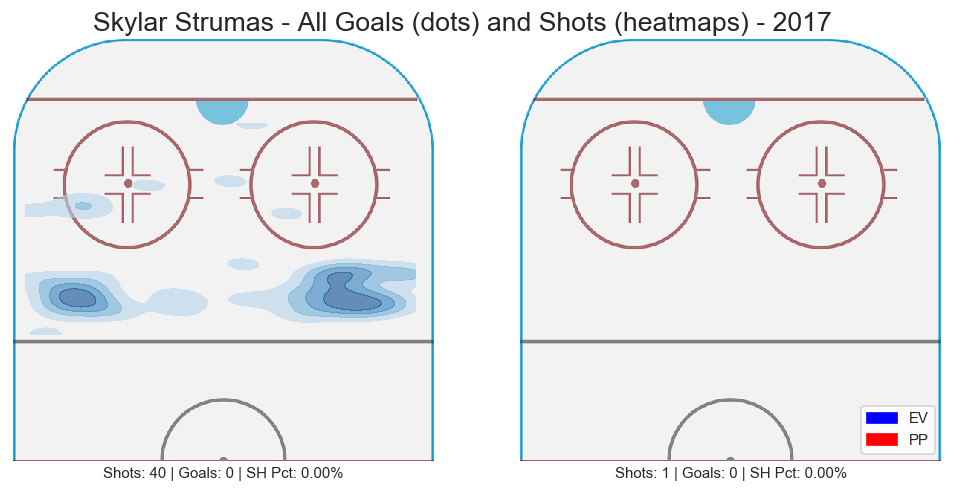 Skylar Strumas - All Goals (dots) and Shots (heatmaps) - 2017
EV
PP
Shots: 40 | Goals: 0 | SH Pct: 0.00%
Shots: 1 | Goals: 0 | SH Pct: 0.00%